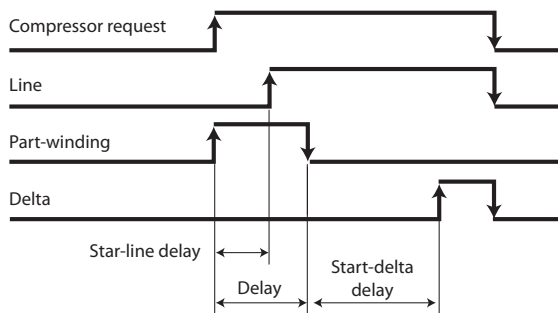 Compressor request
Line
Part-winding
Delta
Star-line delay
Delay
Start-delta
delay